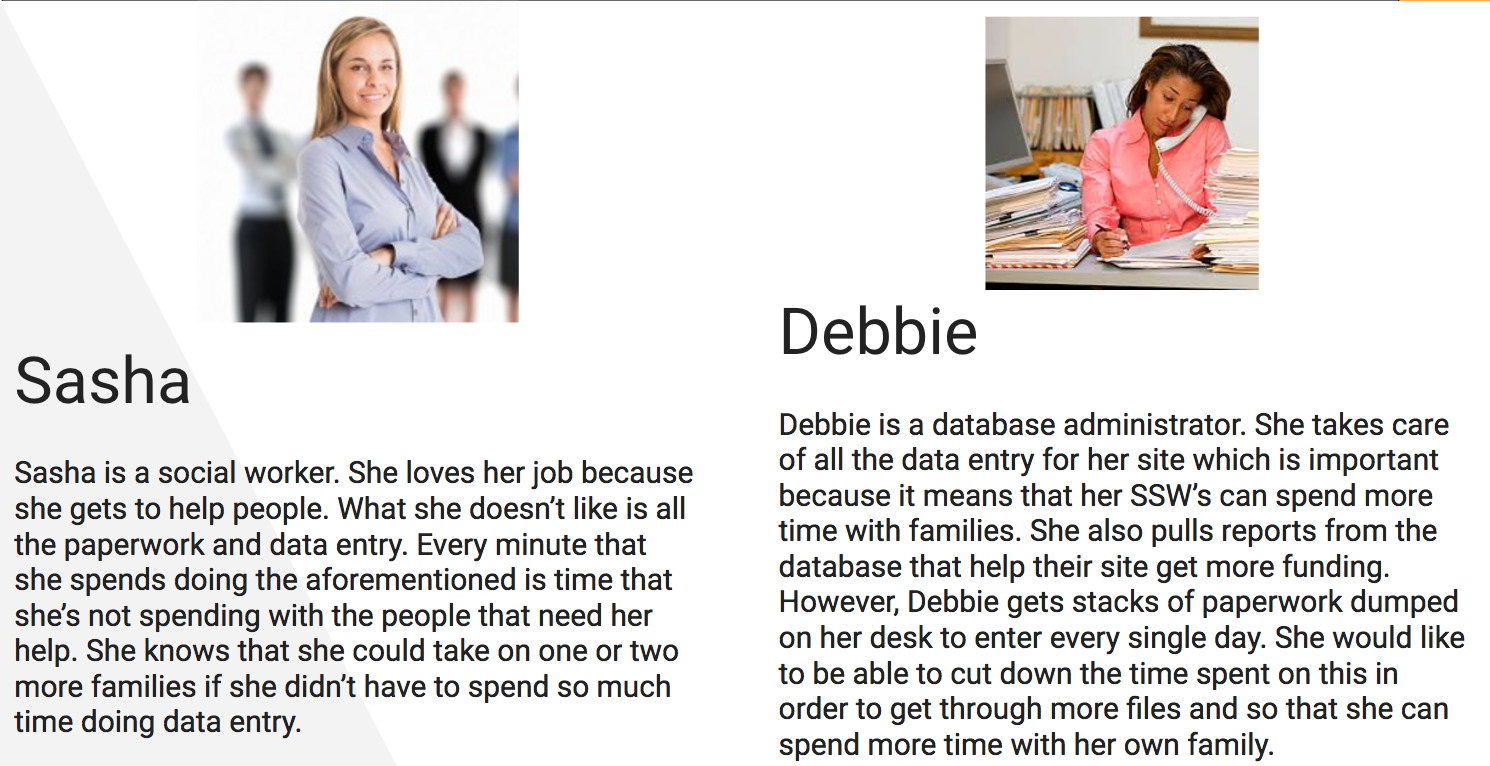 Sasha
Sasha is a social worker. She loves her job because
she gets to help people. What she doesn’t like is all
the paperwork and data entry. Every minute that
she spends doing the aforementioned is time that
she’s not spending with the people that need her
help. She knows that she could take on one or two
more families if she didn’t have to spend so much
time doing data entry.
Debbie
Debbie is a database administrator. She takes care
of all the data entry for her site which is important
because it means that her SSW’s can spend more
time with families. She also pulls reports from the
database that help their site get more funding.
However, Debbie gets stacks of paperwork dumped
on her desk to enter every single day. She would like
to be able to cut down the time spent on this in
order to get through more files and so that she can
spend more time with her own family.